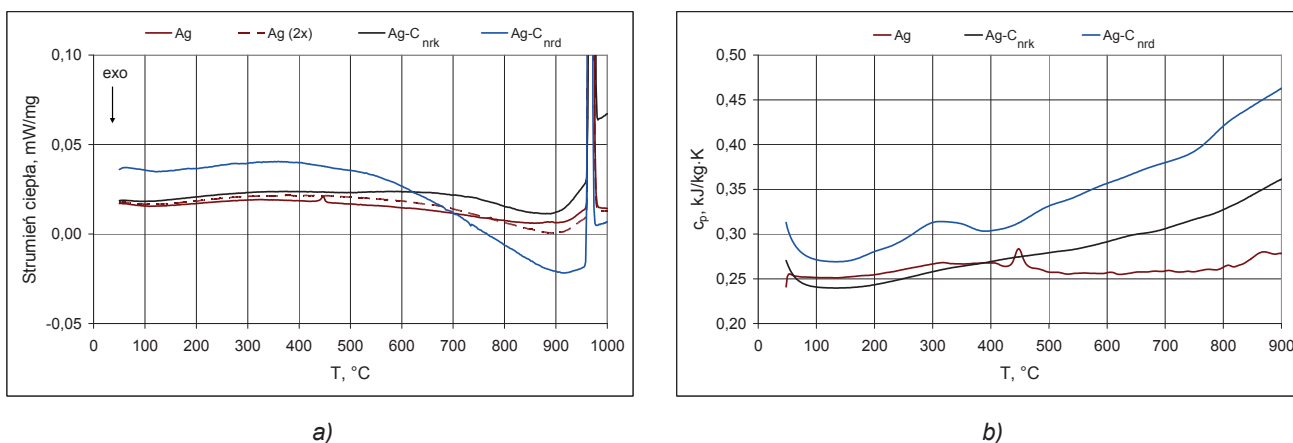 Ag Ag (2x) Ag-C nrk Ag-C nrd
0,10
exo
0,05
0,00
-0,05
Strumień ciepła, mW/mg
0 100 200 300 400 500 600 700 800 900 1000
T, °C
a)
Ag Ag-C nrk Ag-C nrd
0,50
0,45
0,40
0,35
0,30
0,25
0,20
cp, kJ/kg·K
0 100 200 300 400 500 600 700 800 900
T, °C
b)